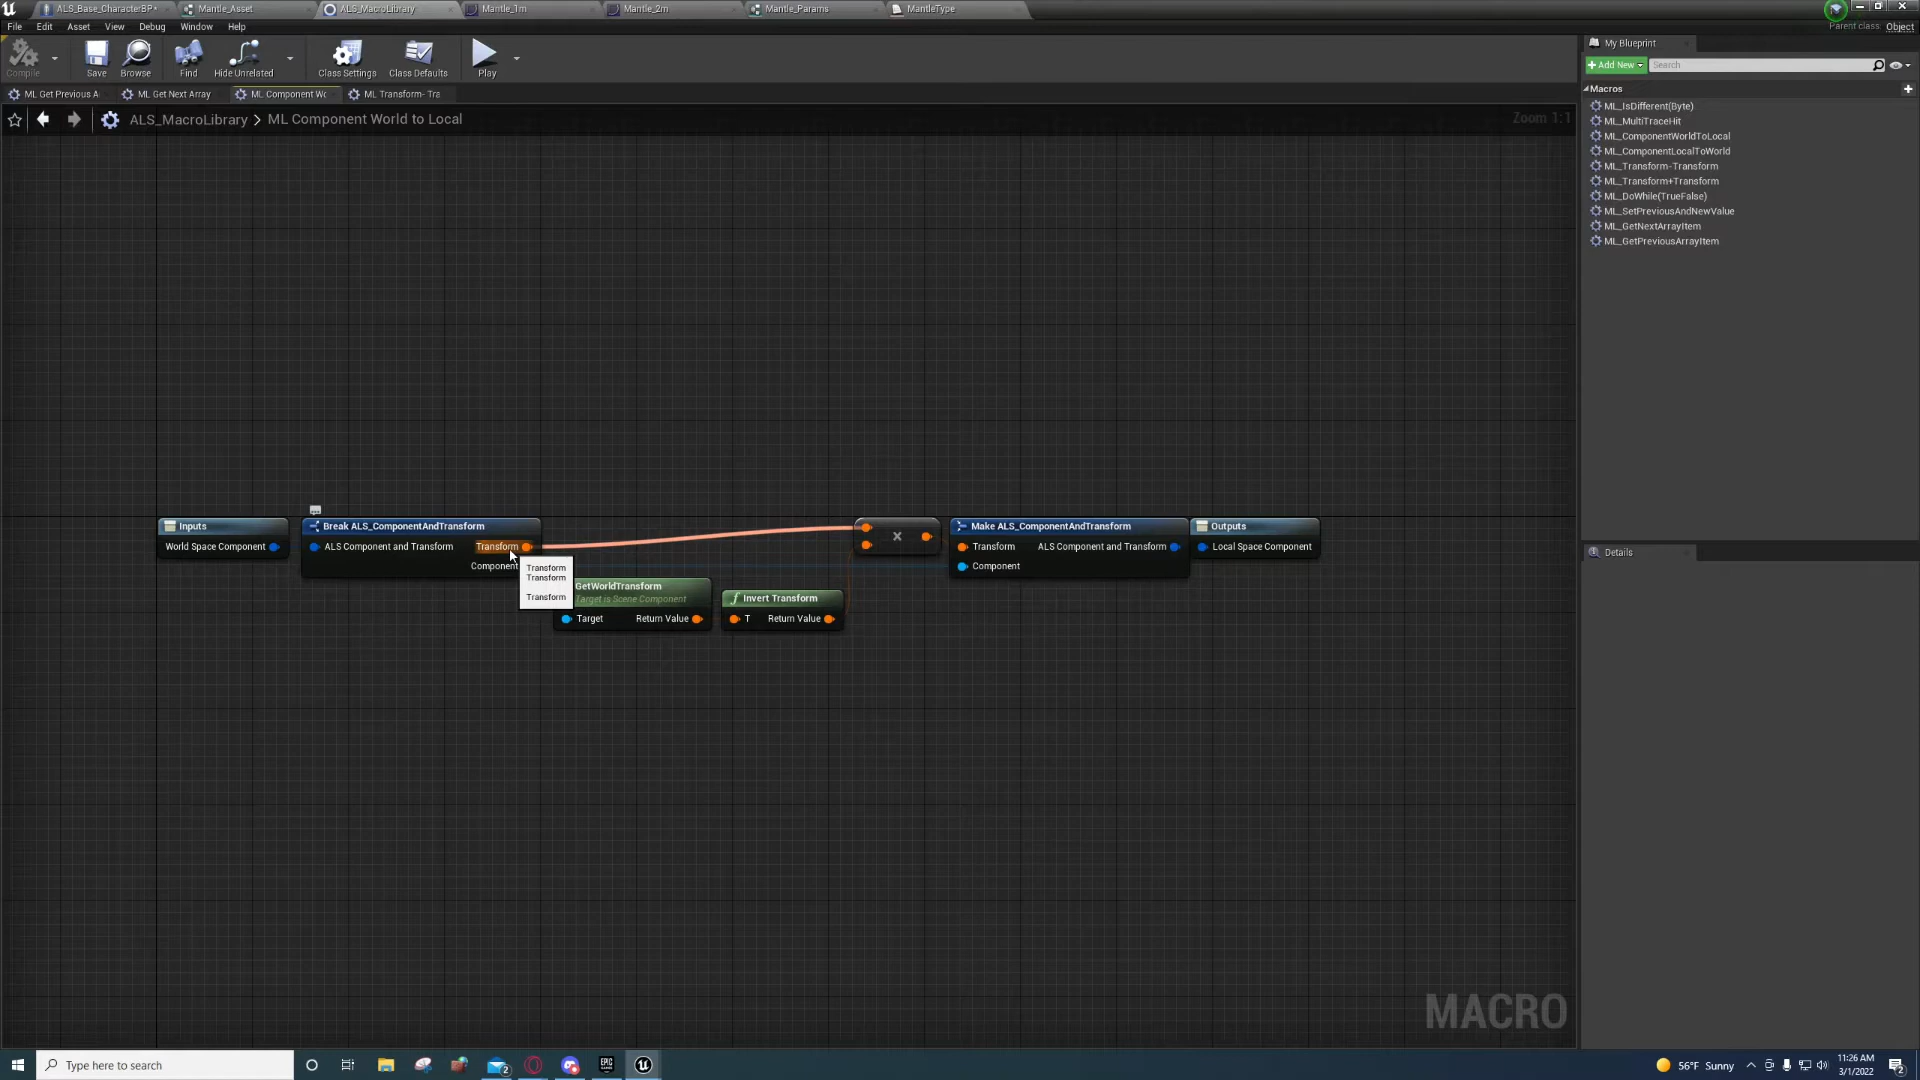 ALS_Base_CharacterBP*
Mantle_Asset
ALS_MacroLibrary
Mantle_1m
Mantle_2m
Mantle_Params
MantleType
File Edit Asset View Debug Window Help
Parent class: Object
Compile
Save
Browse
Find
Hide Unrelated
Class Settings
Class Defaults
Play
My Blueprint
+Add New
Search
ML Get Previous A
ML Get Next Array
ML Component Wo
ML Transform- Tra
ALS_MacroLibrary > ML Component World to Local
Zoom 1:1
Macros
ML_IsDifferent(Byte)
ML_MultiTraceHit
ML_ComponentWorldToLocal
ML_ComponentLocalToWorld
ML_Transform-Transform
ML_Transform+Transform
ML_DoWhile(TrueFalse)
ML_SetPreviousAndNewValue
ML_GetNextArrayItem
ML_GetPreviousArrayItem
Inputs
World Space Component
Break ALS_ComponentAndTransform
ALS Component and Transform
Transform
Component
Transform
Transform
Transform
GetWorldTransform
Target is Scene Component
Target
Return Value
Invert Transform
T
Return Value
×
Make ALS_ComponentAndTransform
Transform
ALS Component and Transform
Component
Outputs
Local Space Component
Details
MACRO
Type here to search
2
EPIC GAMES
56°F Sunny
11:26 AM
3/1/2022
2